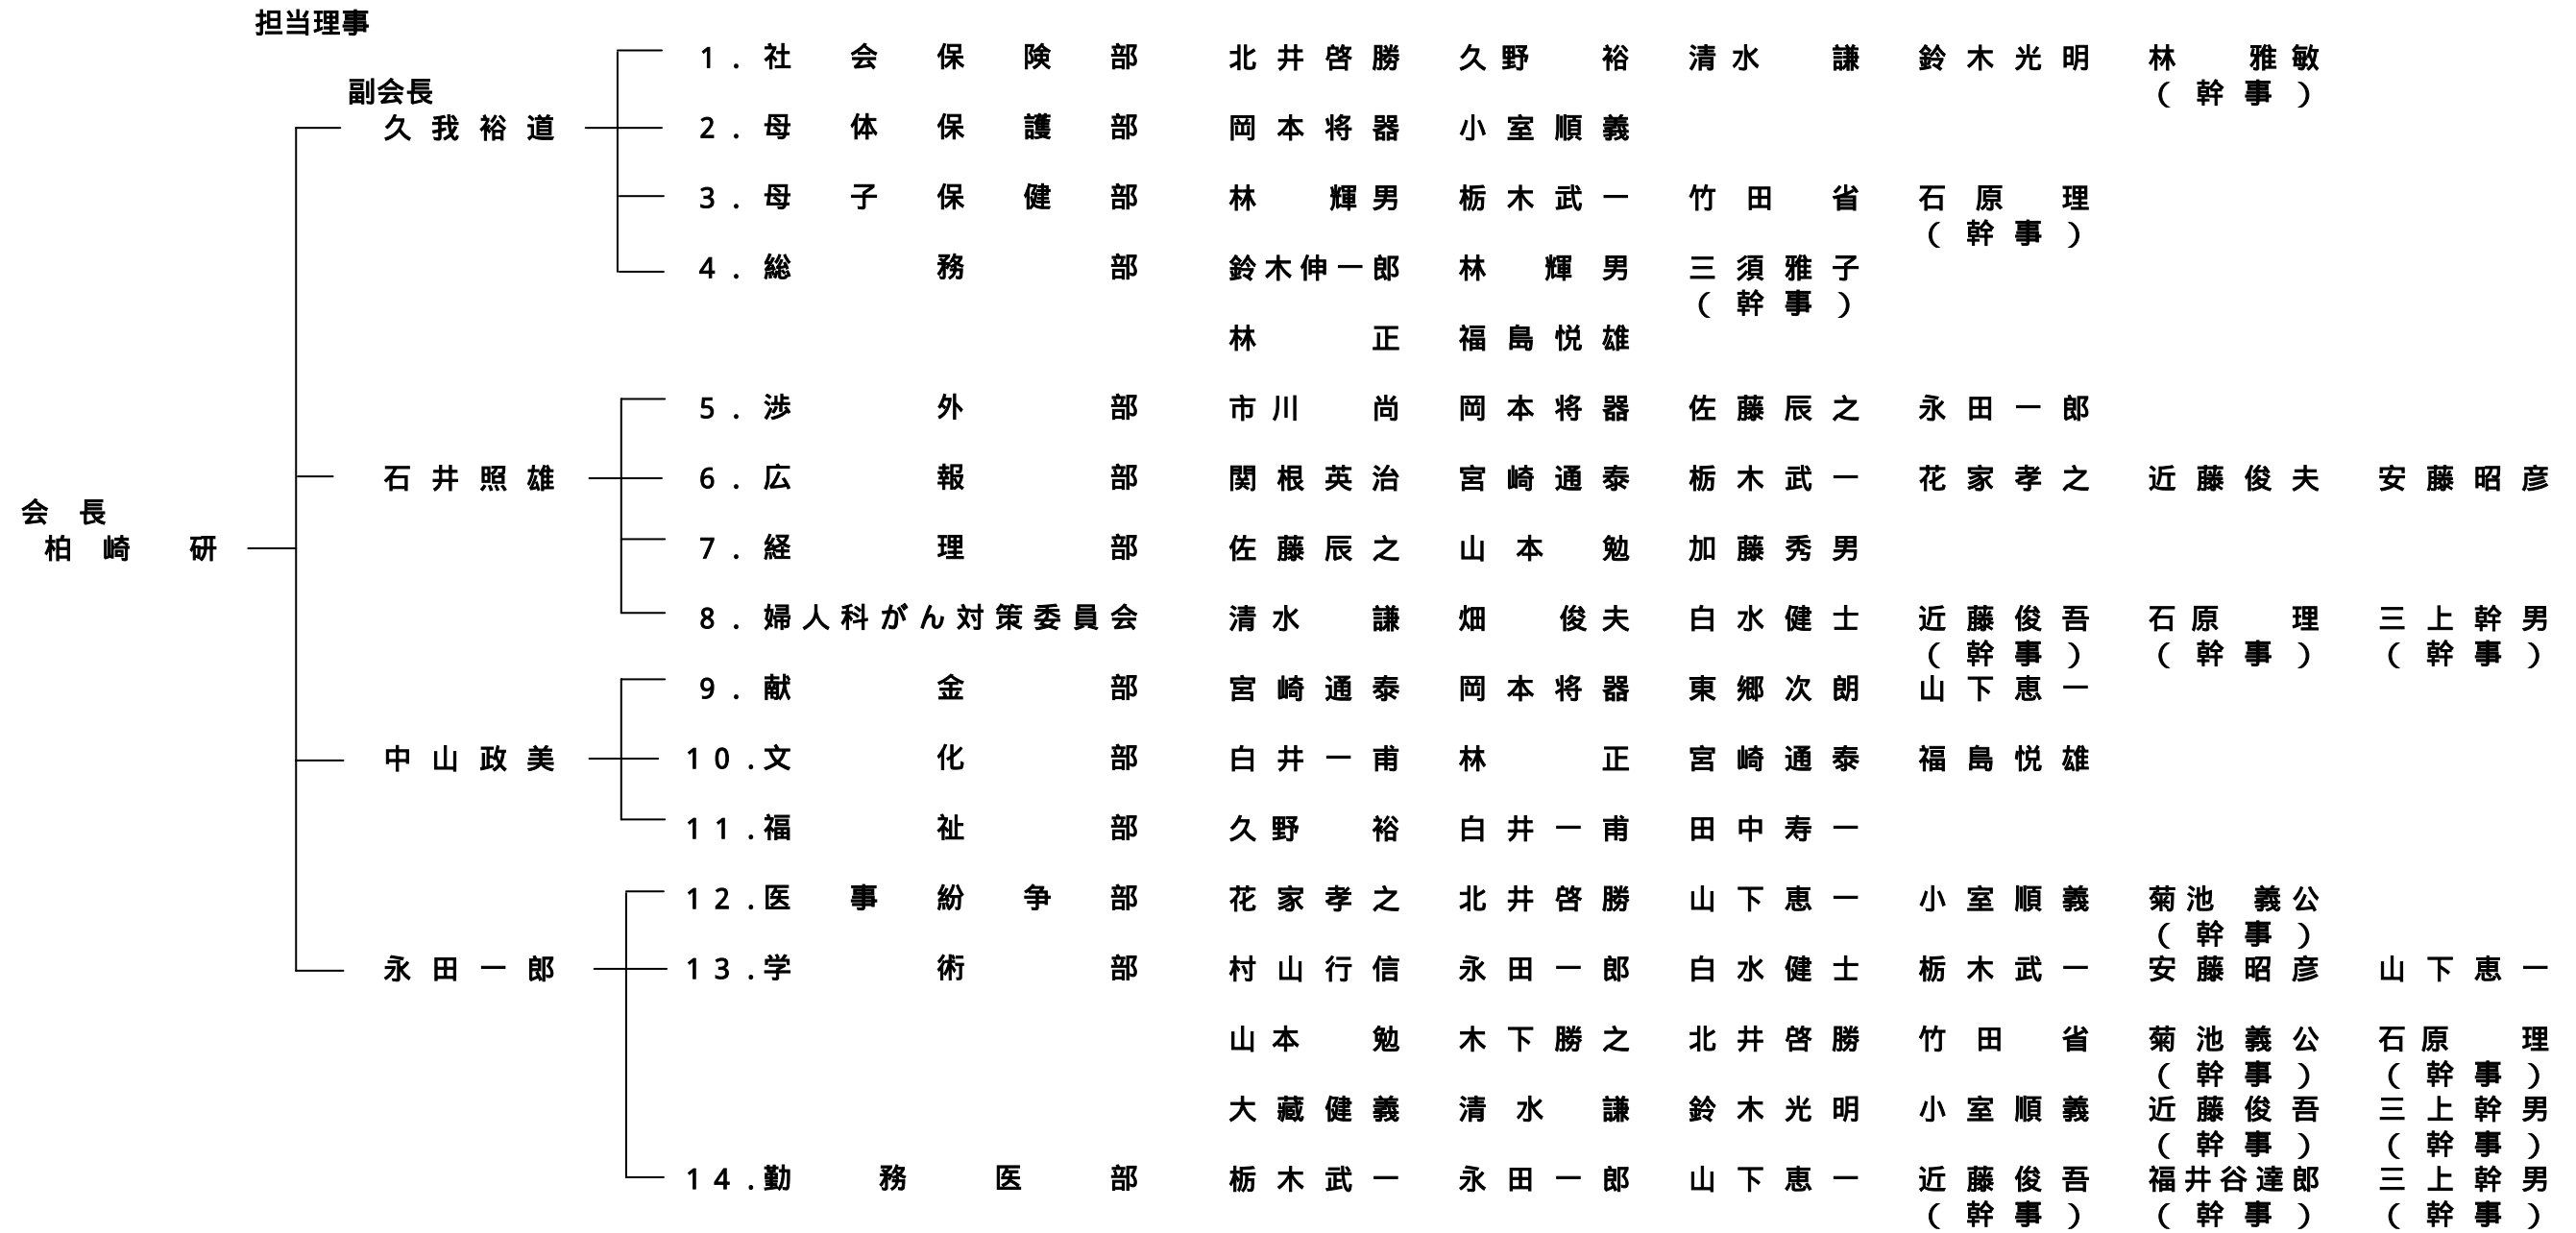 担当理事
1．社会保険部 北井啓勝 久野裕 清水謙 鈴木光明 林雅敏
副会長 （幹事）
久我裕道 2．母体保護部 岡本将器 小室順義
3．母子保健部 林輝男 栃木武一 竹田省 石原理
（幹事）
4．総務部 鈴木伸一郎 林輝男 三須雅子
（幹事）
林正 福島悦雄
5．渉外部 市川尚 岡本将器 佐藤辰之 永田一郎
石井照雄 6．広報部 関根英治 宮崎通泰 栃木武一 花家孝之 近藤俊夫 安藤昭彦
会長
柏崎研 7．経理部 佐藤辰之 山本勉 加藤秀男
8．婦人科がん対策委員会 清水謙 畑俊夫 白水健士 近藤俊吾 石原理 三上幹男
（幹事） （幹事） （幹事）
9．献金部 宮崎通泰 岡本将器 東郷次朗 山下恵一
中山政美 10．文化部 白井一甫 林正 宮崎通泰 福島悦雄
11．福祉部 久野裕 白井一甫 田中寿一
12．医事紛争部 花家孝之 北井啓勝 山下恵一 小室順義 菊池義公
（幹事）
永田一郎 13．学術部 村山行信 永田一郎 白水健士 栃木武一 安藤昭彦 山下恵一
山本勉 木下勝之 北井啓勝 竹田省 菊池義公 石原理
（幹事） （幹事）
大藏健義 清水謙 鈴木光明 小室順義 近藤俊吾 三上幹男
（幹事） （幹事）
14．勤務医部 栃木武一 永田一郎 山下恵一 近藤俊吾 福井谷達郎 三上幹男
（幹事） （幹事） （幹事）